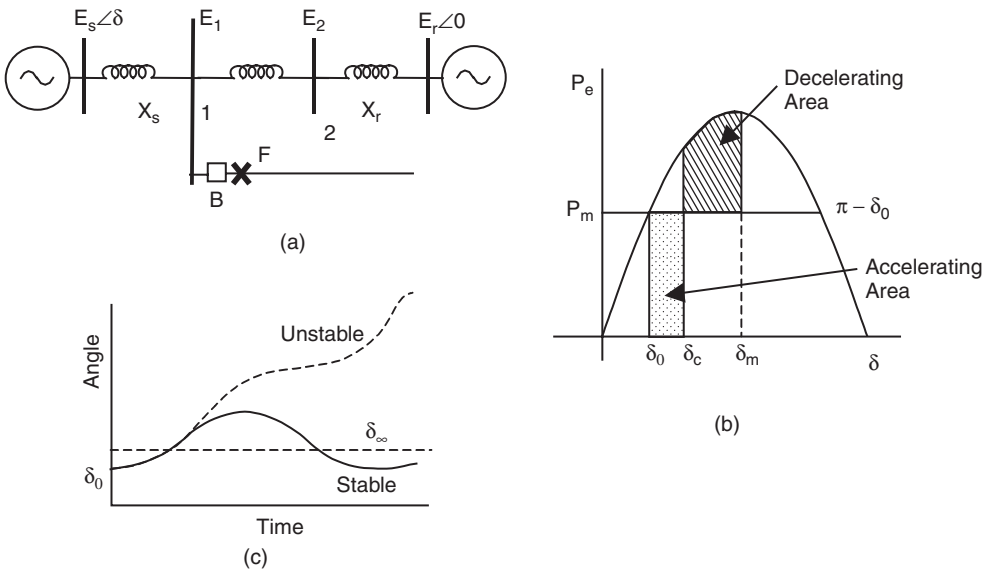 E_s∠δ
E_1
E_2
E_r∠0
X_s
1
2
X_r
F
B
(a)
P_e
Decelerating
Area
P_m
π – δ_0
Accelerating
Area
δ_0
δ_c
δ_m
δ
(b)
Angle
Unstable
δ_∞
δ_0
Stable
Time
(c)